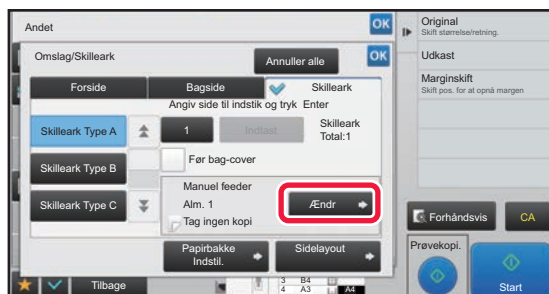 Andet
OK
Omslag/Skilleark
Annuller alle
OK
Forside
Bagside
Skilleark
Angiv side til indstik og tryk Enter
Skilleark Type A
1
Indtast
Skilleark
Total:1
Skilleark Type B
Før bag-cover
Skilleark Type C
Manuel feeder
Alm. 1
Tag ingen kopi
Ændr
Papirbakke
Indstil.
Sidelayout
Tilbage
3 B4
4 A3
A4
Original
Skift størrelse/retning.
Udkast
Marginskift
Skift pos. for at opnå margen
Forhåndsvis
CA
Prøvekopi.
Start